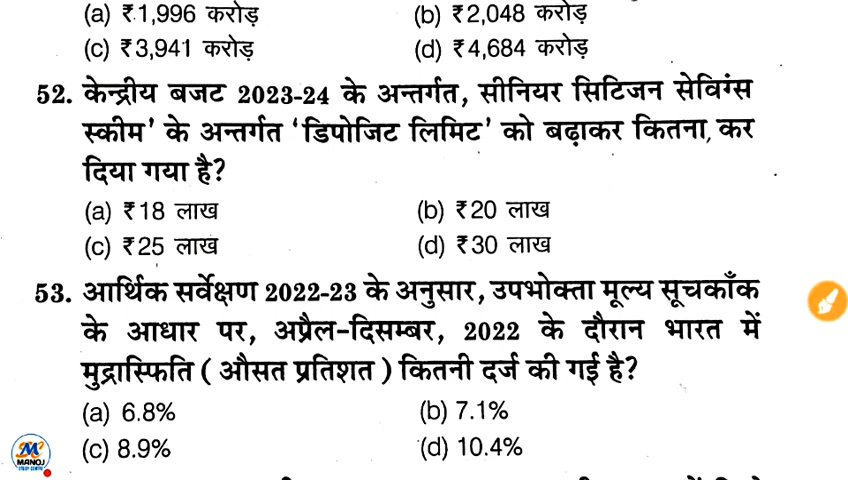 (a) ₹1,996 करोड़ (b) ₹2,048 करोड़
(c) ₹3,941 करोड़ (d) ₹4,684 करोड़
52. केन्द्रीय बजट 2023-24 के अन्तर्गत, सीनियर सिटिजन सेविंग्स
स्कीम' के अन्तर्गत 'डिपोजिट लिमिट' को बढ़ाकर कितना, कर
दिया गया है?
(a) ₹18 लाख (b) ₹20 लाख
(c) ₹25 लाख (d) ₹30 लाख
53. आर्थिक सर्वेक्षण 2022-23 के अनुसार, उपभोक्ता मूल्य सूचकाँक
के आधार पर, अप्रैल-दिसम्बर, 2022 के दौरान भारत में
मुद्रास्फिति ( औसत प्रतिशत ) कितनी दर्ज की गई है?
(a) 6.8% (b) 7.1%
(c) 8.9% (d) 10.4%
MANOJ